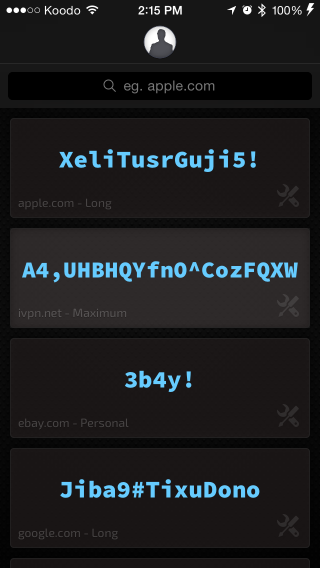 Koodo 2:15 PM 100%
eg. apple.com
XeliTusrGuji5!
apple.com - Long
A4,UHBHQYfnO^CozFQXW
ivpn.net - Maximum
3b4y!
ebay.com - Personal
Jiba9#TixuDono
google.com - Long